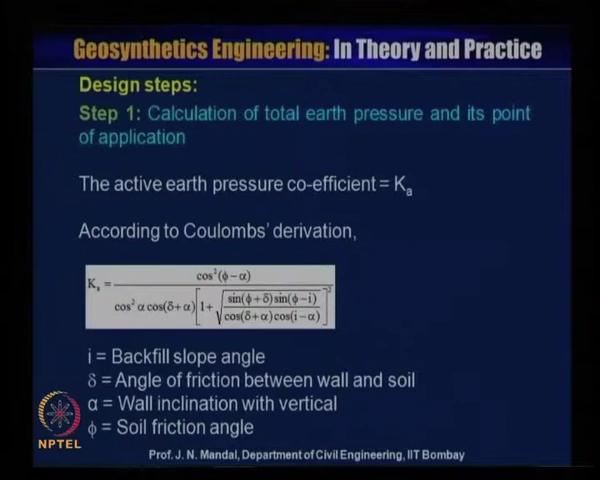 Geosynthetics Engineering: In Theory and Practice
Design steps:
Step 1: Calculation of total earth pressure and its point
of application
The active earth pressure co-efficient = Kₐ
According to Coulombs' derivation,
Kₐ = cos²(ϕ−α) / cos²α cos(δ+α)[1+√(sin(ϕ+δ)sin(ϕ−i) / cos(δ+α)cos(i−α))]²
i = Backfill slope angle
δ = Angle of friction between wall and soil
α = Wall inclination with vertical
ϕ = Soil friction angle
NPTEL
Prof. J. N. Mandal, Department of Civil Engineering, IIT Bombay